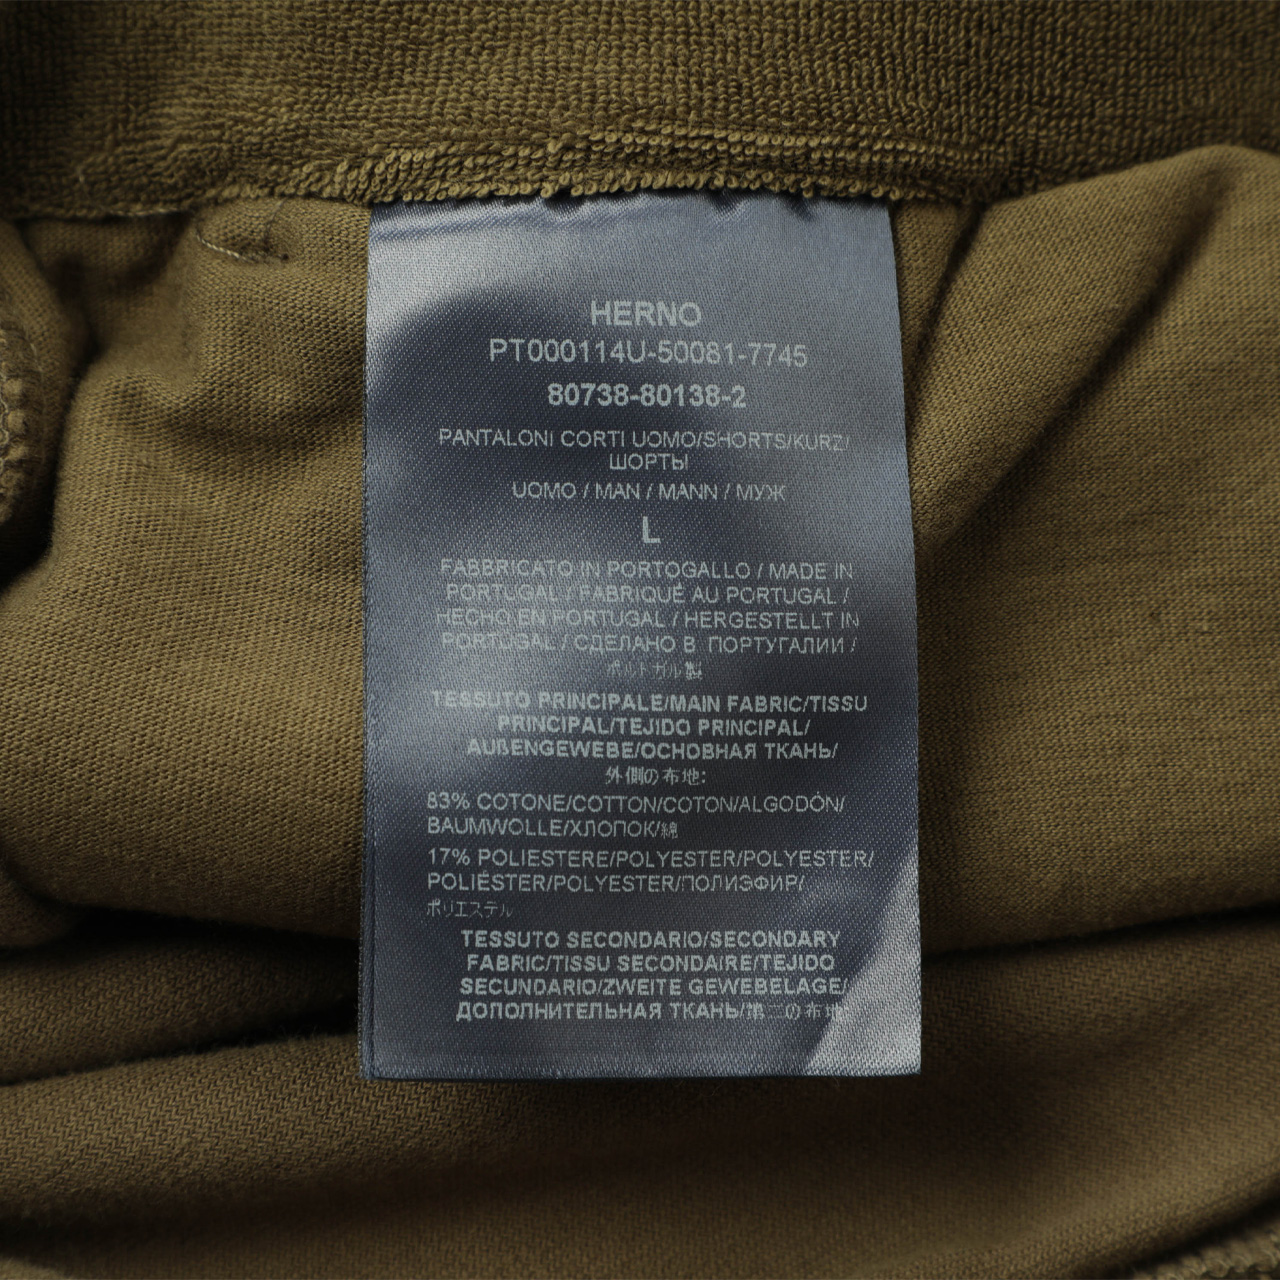 HERNO
PT000114U-50081-7745
80738-80138-2
PANTALONI CORTI UOMO/SHORTS/KURZ/
ШОРТЫ
UOMO / MAN / MANN / МУЖ
L
FABBRICATO IN PORTOGALLO / MADE IN
PORTUGAL / FABRIQUÉ AU PORTUGAL /
HECHO EN PORTUGAL / HERGESTELLT IN
PORTUGAL / СДЕЛАНО В ПОРТУГАЛИИ /
ポルトガル製
TESSUTO PRINCIPALE/MAIN FABRIC/TISSU
PRINCIPAL/TEJIDO PRINCIPAL/
AUßENGEWEBE/ОСНОВНАЯ ТКАНЬ/
外側の布地:
83% COTONE/COTTON/COTON/ALGODÓN/
BAUMWOLLE/ХЛОПОК/綿
17% POLIESTERE/POLYESTER/POLYESTER/
POLIÉSTER/POLYESTER/ПОЛИЭФИР/
ポリエステル
TESSUTO SECONDARIO/SECONDARY
FABRIC/TISSU SECONDAIRE/TEJIDO
SECUNDARIO/ZWEITE GEWEBELAGE/
ДОПОЛНИТЕЛЬНАЯ ТКАНЬ/第二の布地: